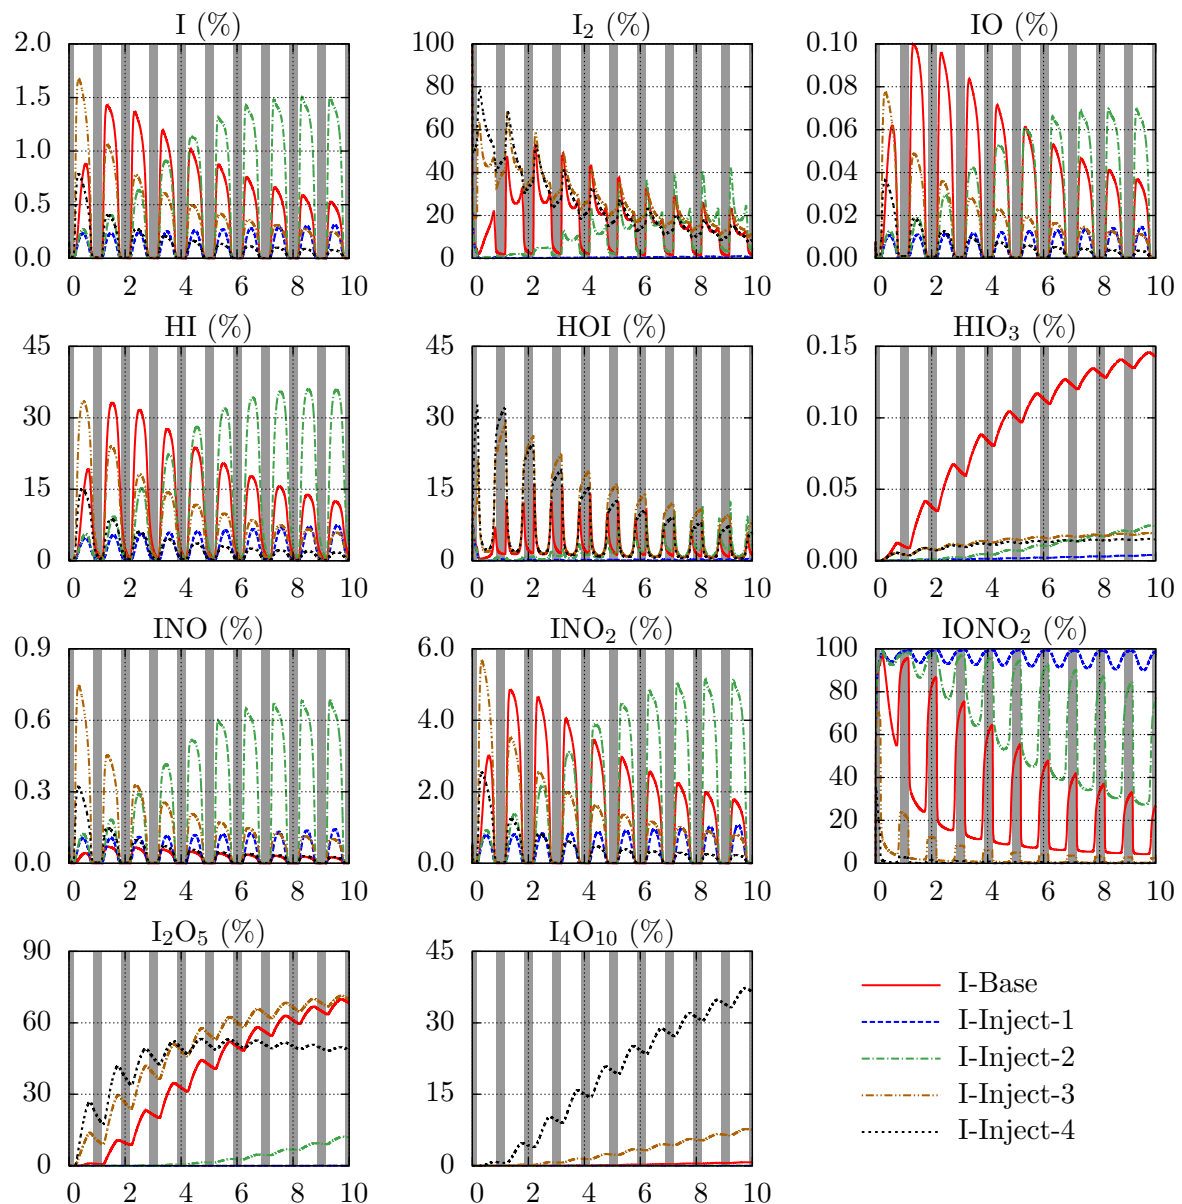 I (%) I₂ (%) IO (%)
2.0 100 0.10
1.5 80 0.08
60 0.06
1.0 40 0.04
0.5 20 0.02
0.0 0 0.00
0 2 4 6 8 10 0 2 4 6 8 10 0 2 4 6 8 10
HI (%) HOI (%) HIO₃ (%)
45 45 0.15
30 30 0.10
15 15 0.05
0 0 0.00
0 2 4 6 8 10 0 2 4 6 8 10 0 2 4 6 8 10
INO (%) INO₂ (%) IONO₂ (%)
0.9 6.0 100
80
0.6 4.0 60
0.3 2.0 40
20
0.0 0.0 0
0 2 4 6 8 10 0 2 4 6 8 10 0 2 4 6 8 10
I₂O₅ (%) I₄O₁₀ (%)
90 45
60 30
30 15
0 0
0 2 4 6 8 10 0 2 4 6 8 10
I-Base
I-Inject-1
I-Inject-2
I-Inject-3
I-Inject-4